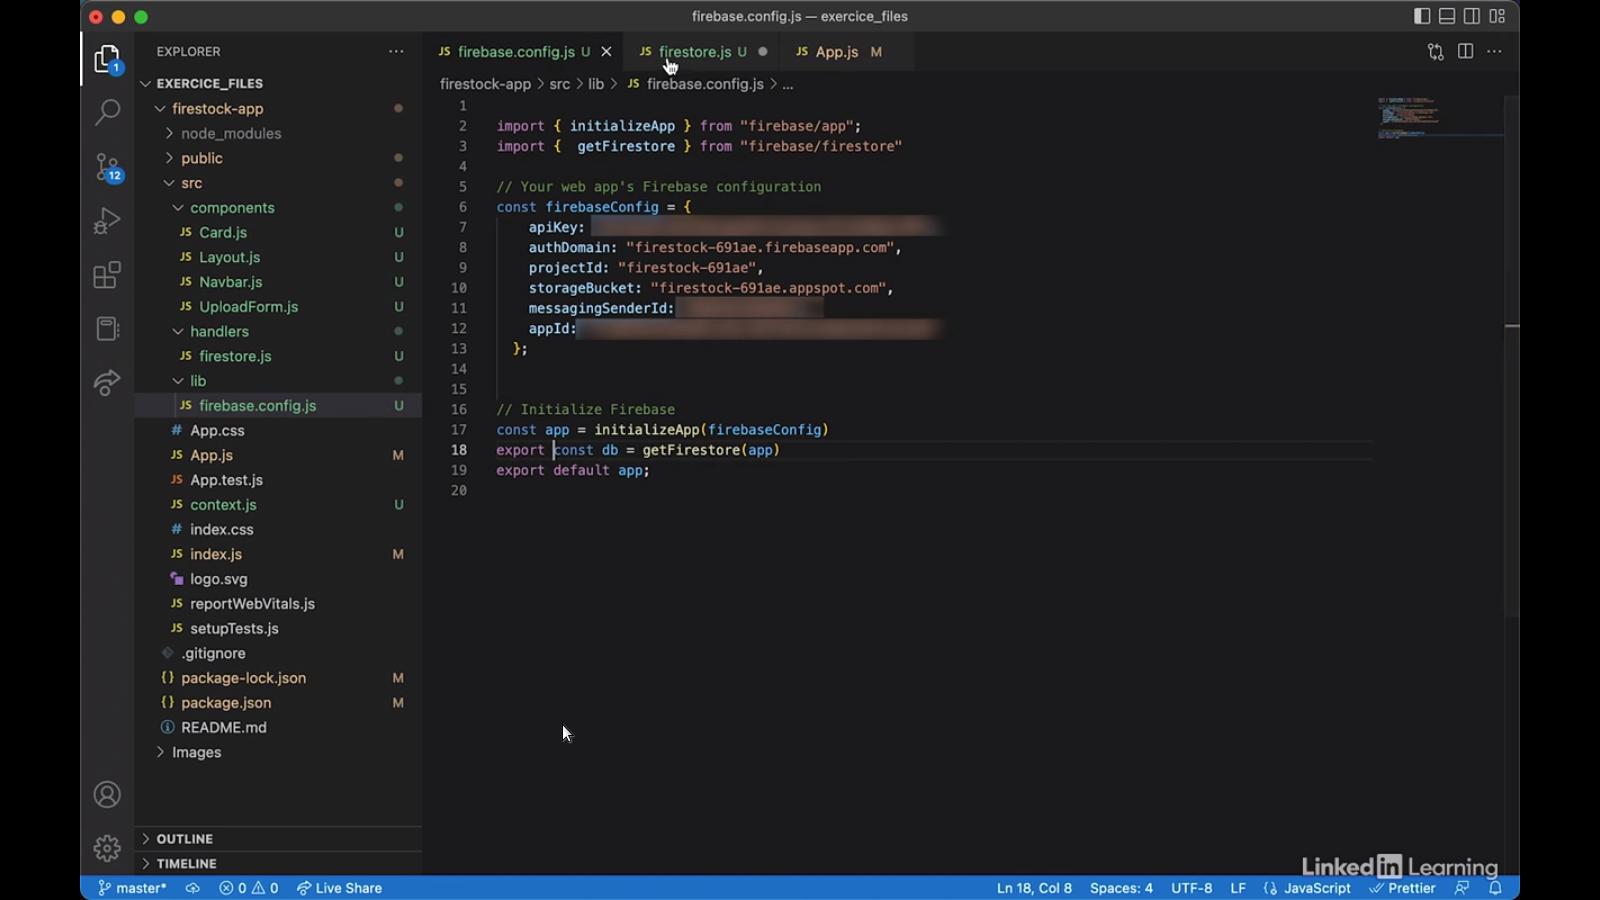 firebase.config.js — exercice_files
EXPLORER
firebase.config.js U
firestore.js U
App.js M
1
EXERCICE_FILES
firestock-app > src > lib > JS firebase.config.js > ...
firestock-app
node_modules
public
src
components
JS Card.js U
JS Layout.js U
JS Navbar.js U
JS UploadForm.js U
handlers
JS firestore.js U
lib
JS firebase.config.js U
# App.css
JS App.js M
JS App.test.js
JS context.js U
# index.css
JS index.js M
logo.svg
JS reportWebVitals.js
JS setupTests.js
.gitignore
{} package-lock.json M
{} package.json M
README.md
Images
OUTLINE
TIMELINE
12
1
2 import { initializeApp } from "firebase/app";
3 import {  getFirestore } from "firebase/firestore"
4
5 // Your web app's Firebase configuration
6 const firebaseConfig = {
7 apiKey:
8 authDomain: "firestock-691ae.firebaseapp.com",
9 projectId: "firestock-691ae",
10 storageBucket: "firestock-691ae.appspot.com",
11 messagingSenderId:
12 appId:
13 };
14
15
16 // Initialize Firebase
17 const app = initializeApp(firebaseConfig)
18 export const db = getFirestore(app)
19 export default app;
20
LinkedIn Learning
master* 0 0 Live Share
Ln 18, Col 8 Spaces: 4 UTF-8 LF {} JavaScript Prettier